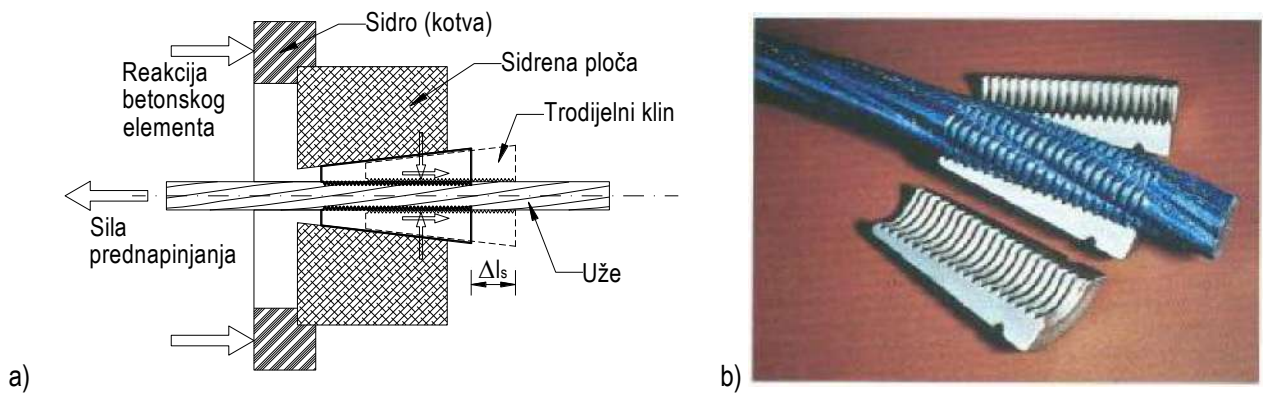 Sidro (kotva)
Reakcija
betonskog
elementa
Sidrena ploča
Trodijelni klin
Sila
prednapinjanja
Uže
Δls
a)
b)